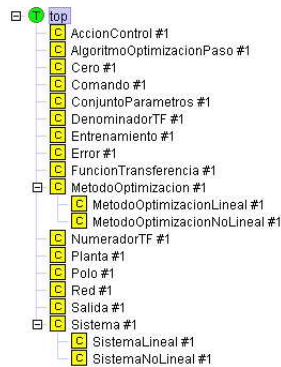 T top
C AccionControl #1
C AlgoritmoOptimizacionPaso #1
C Cero #1
C Comando #1
C ConjuntoParametros #1
C DenominadorTF #1
C Entrenamiento #1
C Error #1
C FuncionTransferencia #1
C MetodoOptimizacion #1
C MetodoOptimizacionLineal #1
C MetodoOptimizacionNoLineal #1
C NumeradorTF #1
C Planta #1
C Polo #1
C Red #1
C Salida #1
C Sistema #1
C SistemaLineal #1
C SistemaNoLineal #1